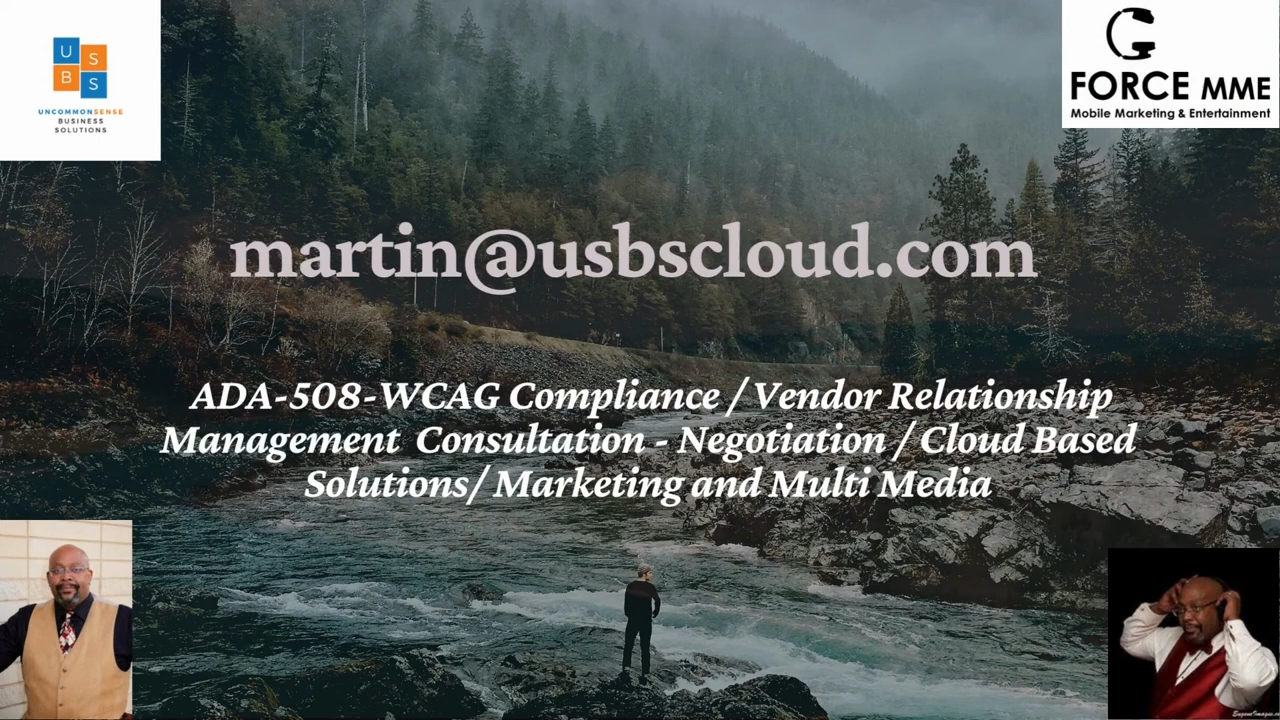 U S
B S
UNCOMMONSENSE
BUSINESS
SOLUTIONS
G
FORCE MME
Mobile Marketing & Entertainment
martin@usbscloud.com
ADA-508-WCAG Compliance / Vendor Relationship
Management Consultation - Negotiation / Cloud Based
Solutions/ Marketing and Multi Media